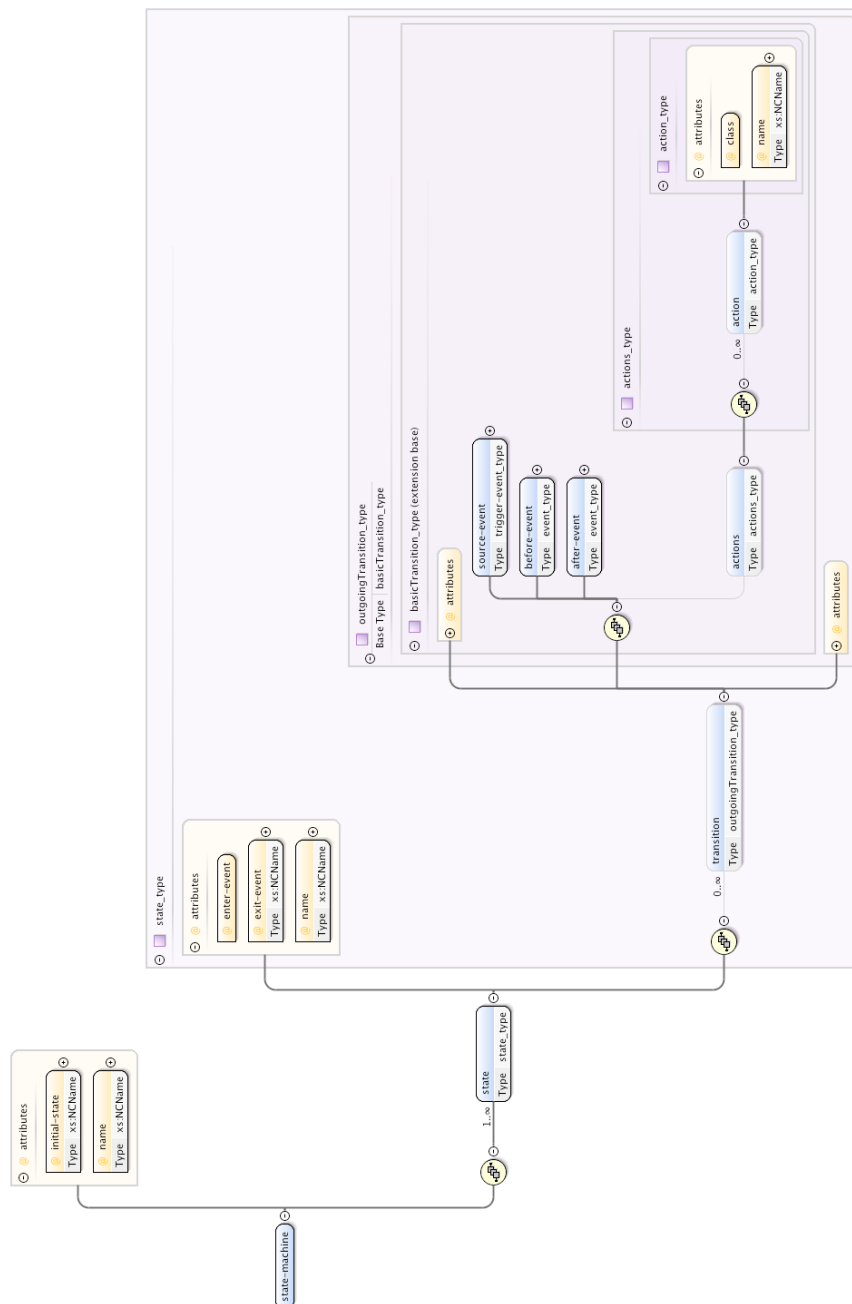 state-machine
@ attributes
@ initial-state
Type xs:NCName
@ name
Type xs:NCName
1..∞
state
Type state_type
state_type
@ attributes
@ enter-event
@ exit-event
Type xs:NCName
@ name
Type xs:NCName
0..∞
transition
Type outgoingTransition_type
outgoingTransition_type
Base Type basicTransition_type
basicTransition_type (extension base)
@ attributes
source-event
Type trigger-event_type
before-event
Type event_type
after-event
Type event_type
actions
Type actions_type
actions_type
0..∞
action
Type action_type
action_type
@ attributes
@ class
@ name
Type xs:NCName
@ attributes